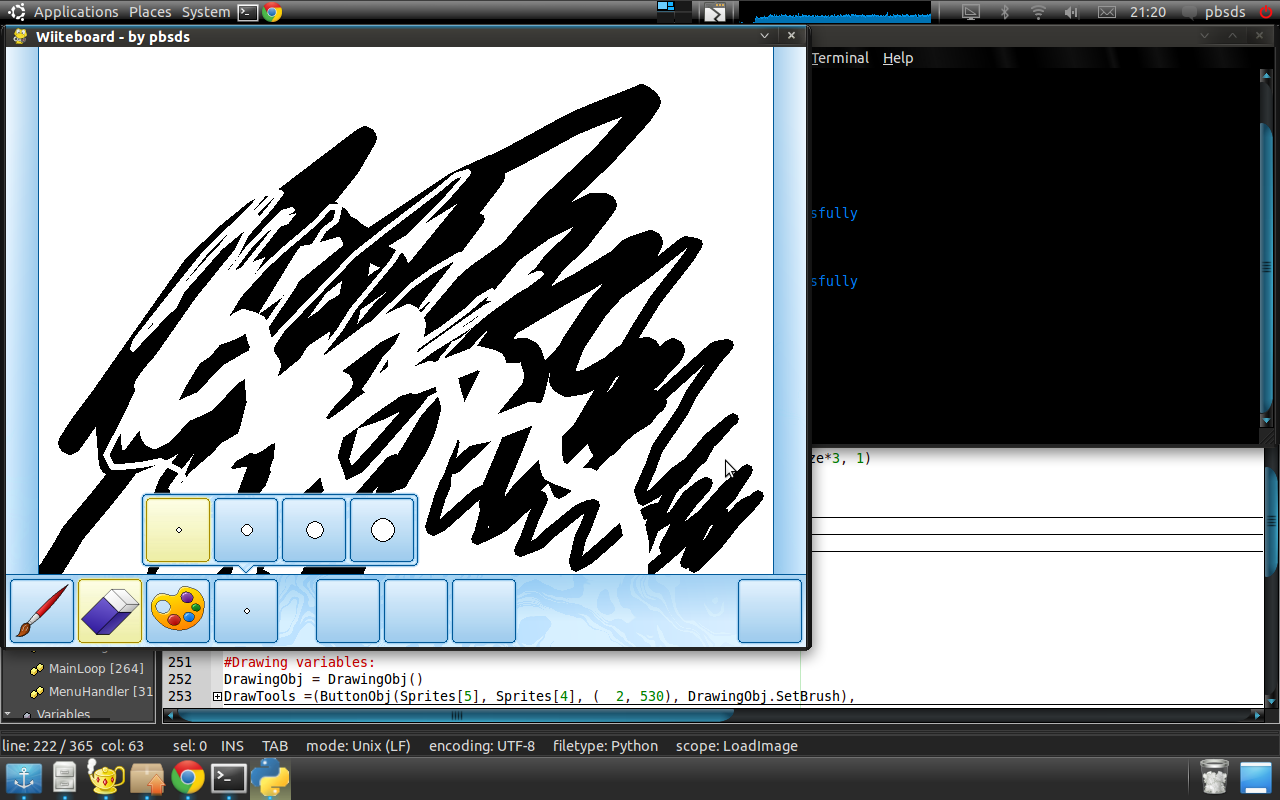 Applications Places System 21:20 pbsds
Wiiteboard - by pbsds
Terminal Help
sfully
sfully
ze*3, 1)
MainLoop [264]
MenuHandler [31
Variables
251 #Drawing variables:
252 DrawingObj = DrawingObj()
253 DrawTools =(ButtonObj(Sprites[5], Sprites[4], ( 2, 530), DrawingObj.SetBrush),
line: 222 / 365 col: 63 sel: 0 INS TAB mode: Unix (LF) encoding: UTF-8 filetype: Python scope: LoadImage